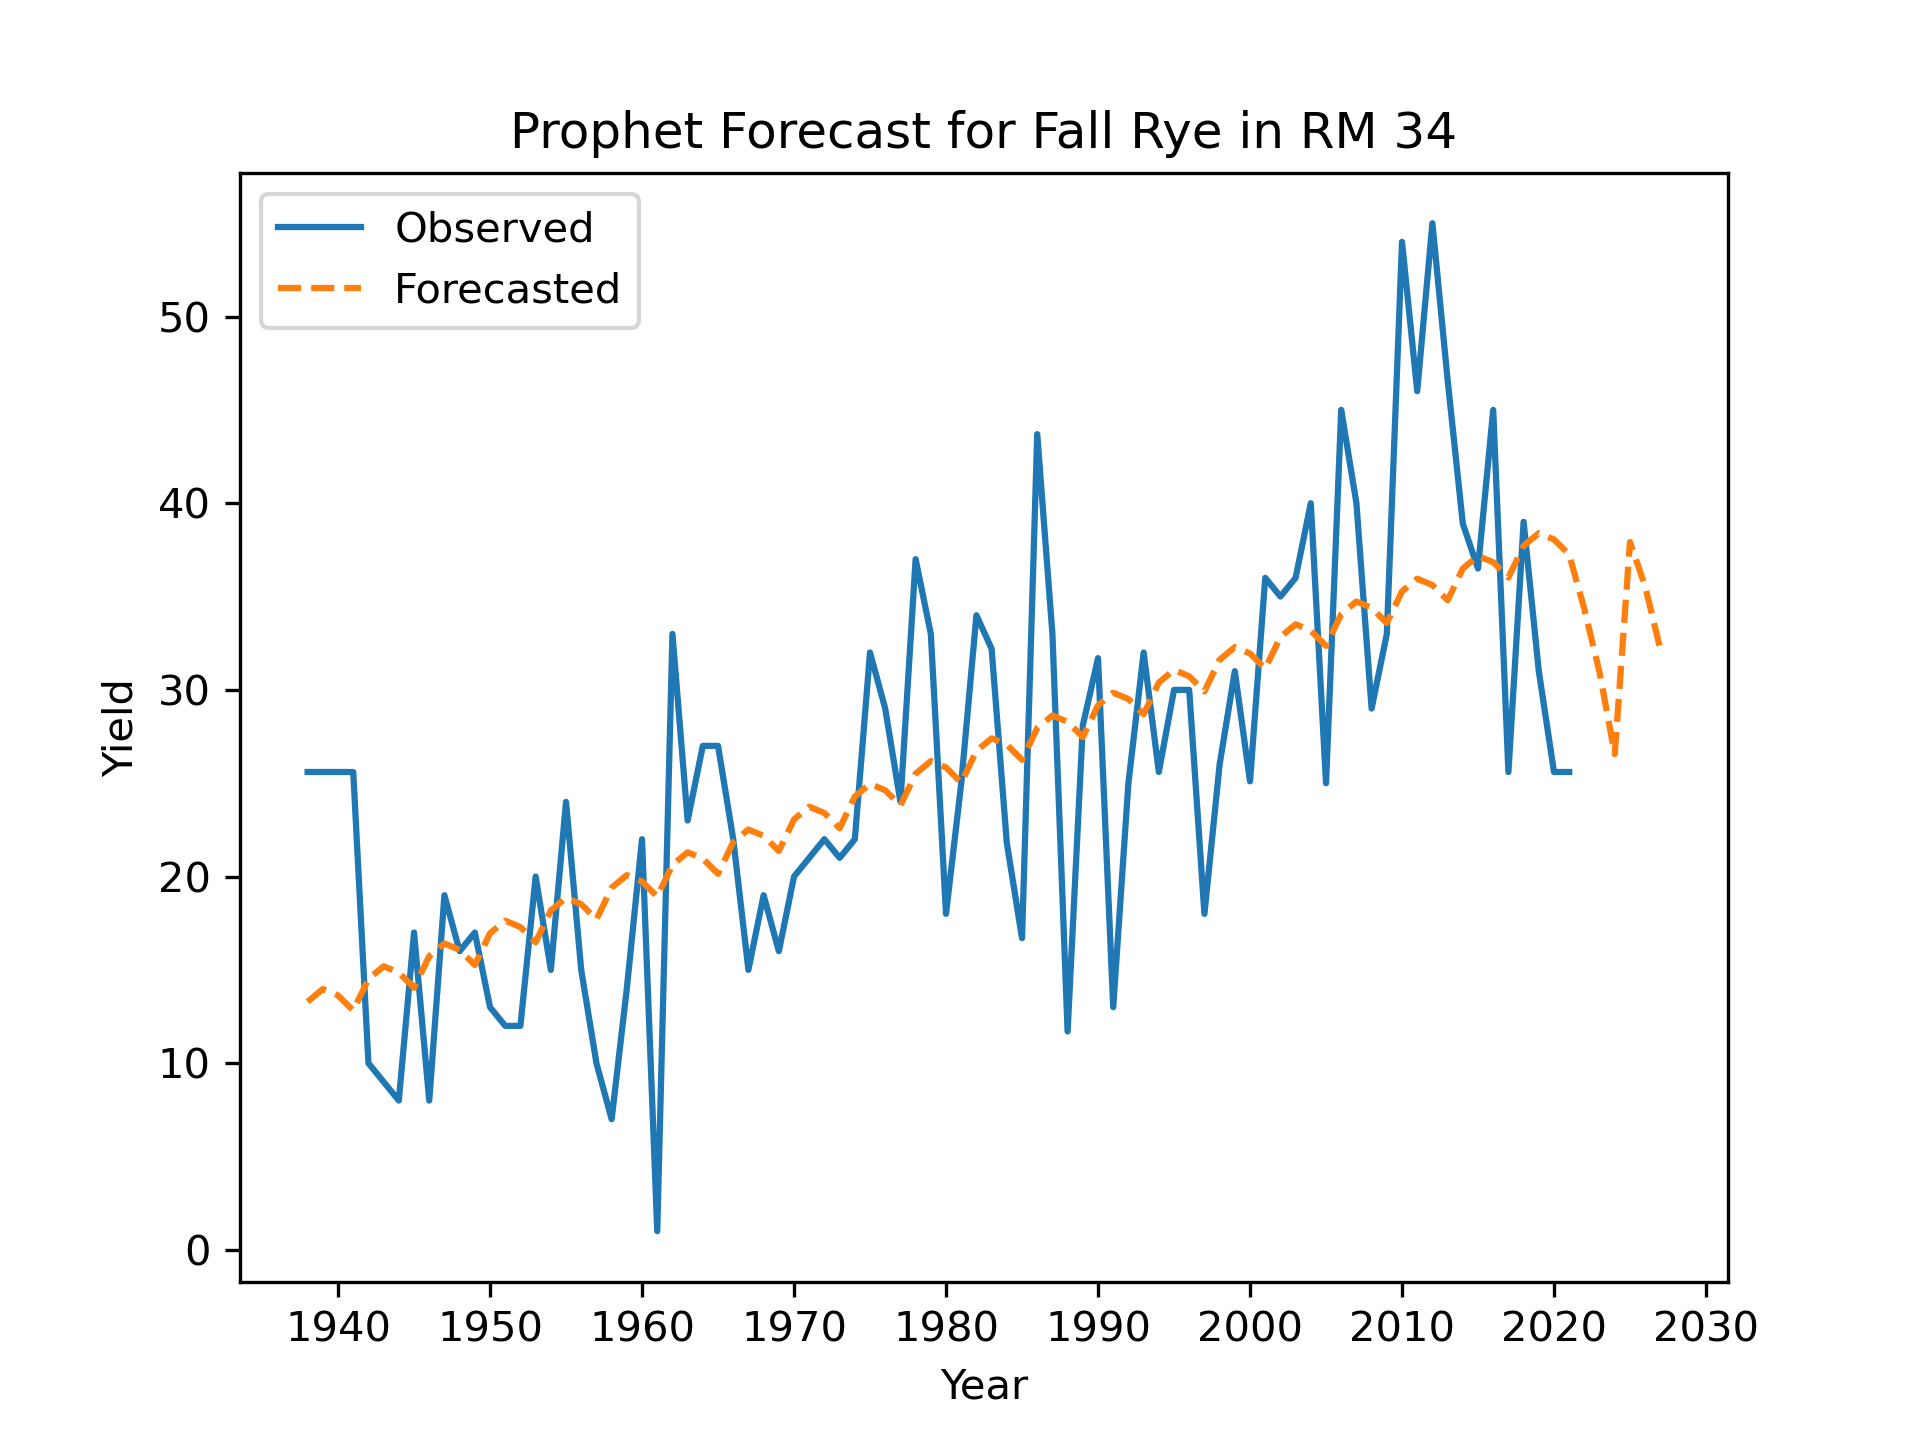 Prophet Forecast for Fall Rye in RM 34
Observed
Forecasted
50
40
30
20
10
0
Yield
1940 1950 1960 1970 1980 1990 2000 2010 2020 2030
Year